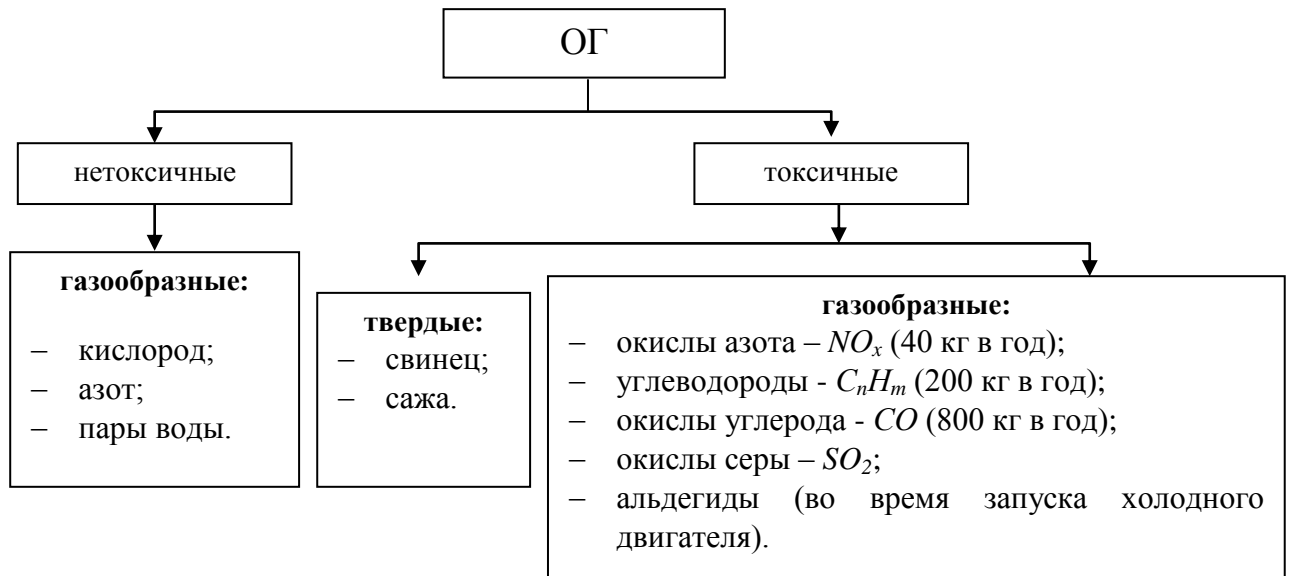 ОГ
нетоксичные
токсичные
газообразные:
– кислород;
– азот;
– пары воды.
твердые:
– свинец;
– сажа.
газообразные:
– окислы азота – NOx (40 кг в год);
– углеводороды - CnHm (200 кг в год);
– окислы углерода - CO (800 кг в год);
– окислы серы – SO2;
– альдегиды (во время запуска холодного
двигателя).